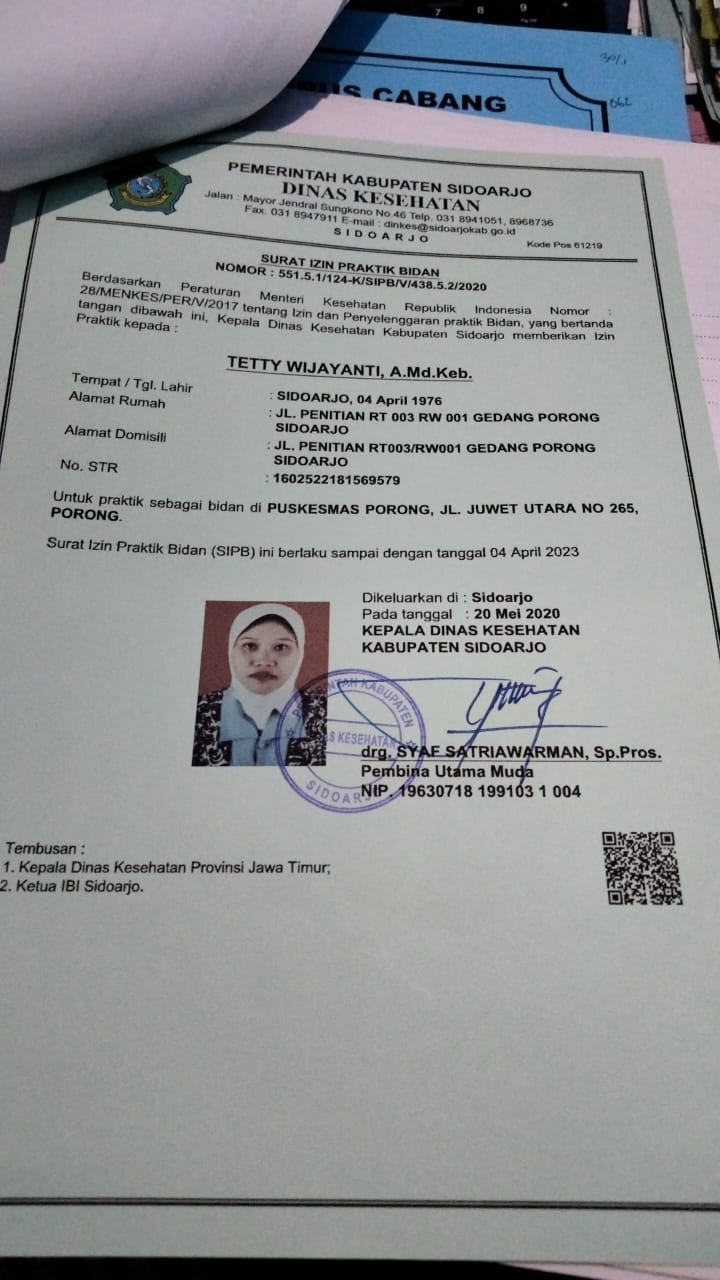 7 8 9 +
30/1
062
US CABANG
PEMERINTAH KABUPATEN SIDOARJO
DINAS KESEHATAN
Jalan : Mayor Jendral Sungkono No.46 Telp. 031 8941051, 8968736
Fax. 031 8947911 E-mail : dinkes@sidoarjokab.go.id
S I D O A R J O
Kode Pos 61219
SURAT IZIN PRAKTIK BIDAN
NOMOR : 551.5.1/124-K/SIPB/V/438.5.2/2020
Berdasarkan Peraturan Menteri Kesehatan Republik Indonesia Nomor :
28/MENKES/PER/V/2017 tentang Izin dan Penyelenggaran praktik Bidan, yang bertanda
tangan dibawah ini, Kepala Dinas Kesehatan Kabupaten Sidoarjo memberikan Izin
Praktik kepada :
TETTY WIJAYANTI, A.Md.Keb.
Tempat / Tgl. Lahir : SIDOARJO, 04 April 1976
Alamat Rumah : JL. PENITIAN RT 003 RW 001 GEDANG PORONG
SIDOARJO
Alamat Domisili : JL. PENITIAN RT003/RW001 GEDANG PORONG
SIDOARJO
No. STR : 1602522181569579
Untuk praktik sebagai bidan di PUSKESMAS PORONG, JL. JUWET UTARA NO 265,
PORONG.
Surat Izin Praktik Bidan (SIPB) ini berlaku sampai dengan tanggal 04 April 2023
Dikeluarkan di : Sidoarjo
Pada tanggal : 20 Mei 2020
KEPALA DINAS KESEHATAN
KABUPATEN SIDOARJO
PEMERINTAH KABUPATEN
AS KESEHATAN
SIDOARJO
drg. SYAF SATRIAWARMAN, Sp.Pros.
Pembina Utama Muda
NIP. 19630718 199103 1 004
Tembusan :
1. Kepala Dinas Kesehatan Provinsi Jawa Timur;
2. Ketua IBI Sidoarjo.